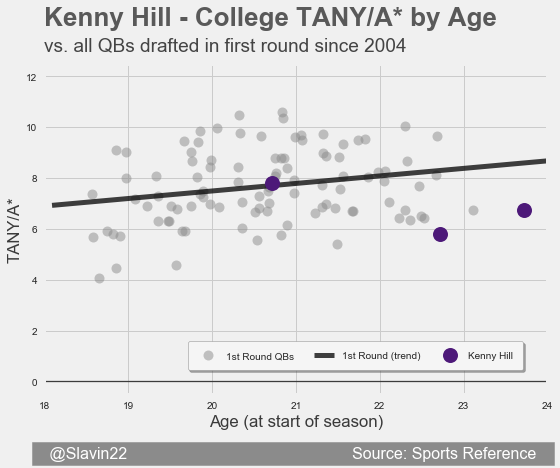 Kenny Hill - College TANY/A* by Age
vs. all QBs drafted in first round since 2004
12
10
8
6
4
2
0
TANY/A*
1st Round QBs
1st Round (trend)
Kenny Hill
18 19 20 21 22 23 24
Age (at start of season)
@Slavin22
Source: Sports Reference